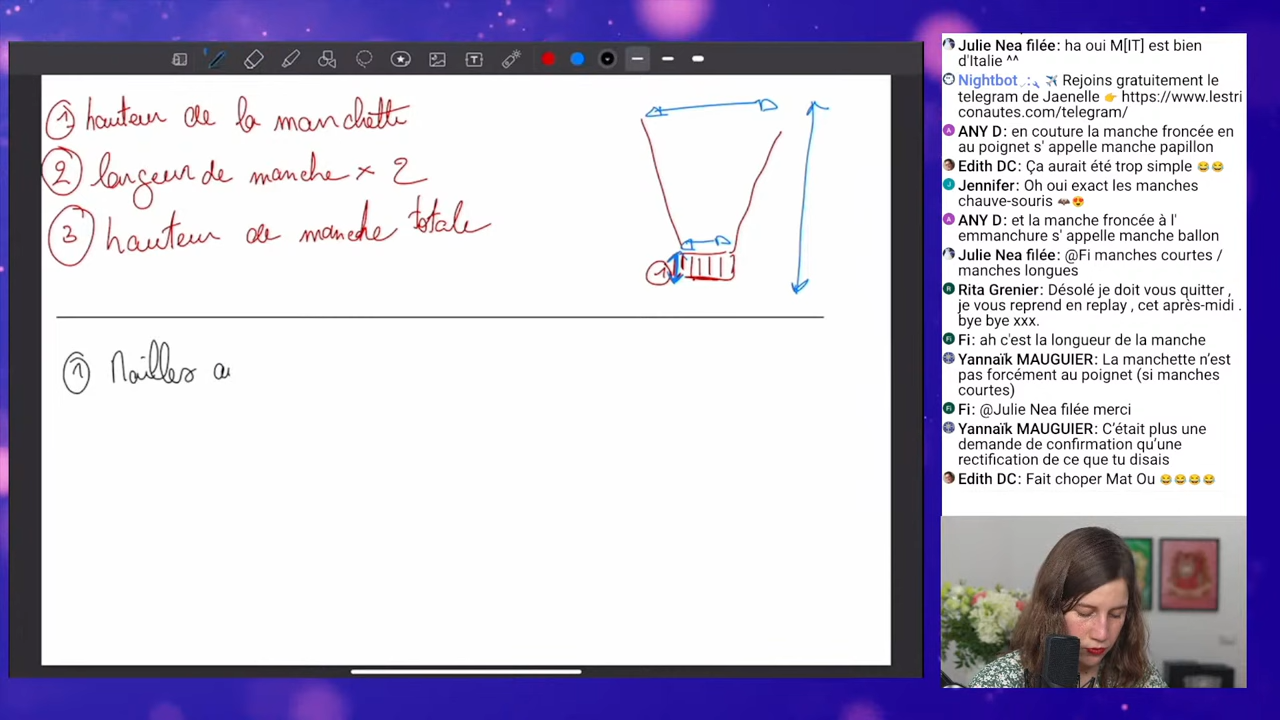 ① hauteur de la manchette
② largeur de manche × 2
③ hauteur de manche totale
①
① Mailles au
T
Julie Nea filée: ha oui M[IT] est bien
d'Italie ^^
Nightbot 🔧: ✈️ Rejoins gratuitement le
telegram de Jaenelle 👉 https://www.lestri
conautes.com/telegram/
ANY D: en couture la manche froncée en
au poignet s' appelle manche papillon
Edith DC: Ça aurait été trop simple 😂😂
Jennifer: Oh oui exact les manches
chauve-souris 🦇😍
ANY D: et la manche froncée à l'
emmanchure s' appelle manche ballon
Julie Nea filée: @Fi manches courtes /
manches longues
Rita Grenier: Désolé je doit vous quitter ,
je vous reprend en replay , cet après-midi .
bye bye xxx.
Fi: ah c'est la longueur de la manche
Yannaïk MAUGUIER: La manchette n'est
pas forcément au poignet (si manches
courtes)
Fi: @Julie Nea filée merci
Yannaïk MAUGUIER: C'était plus une
demande de confirmation qu'une
rectification de ce que tu disais
Edith DC: Fait choper Mat Ou 😂😂😂😂